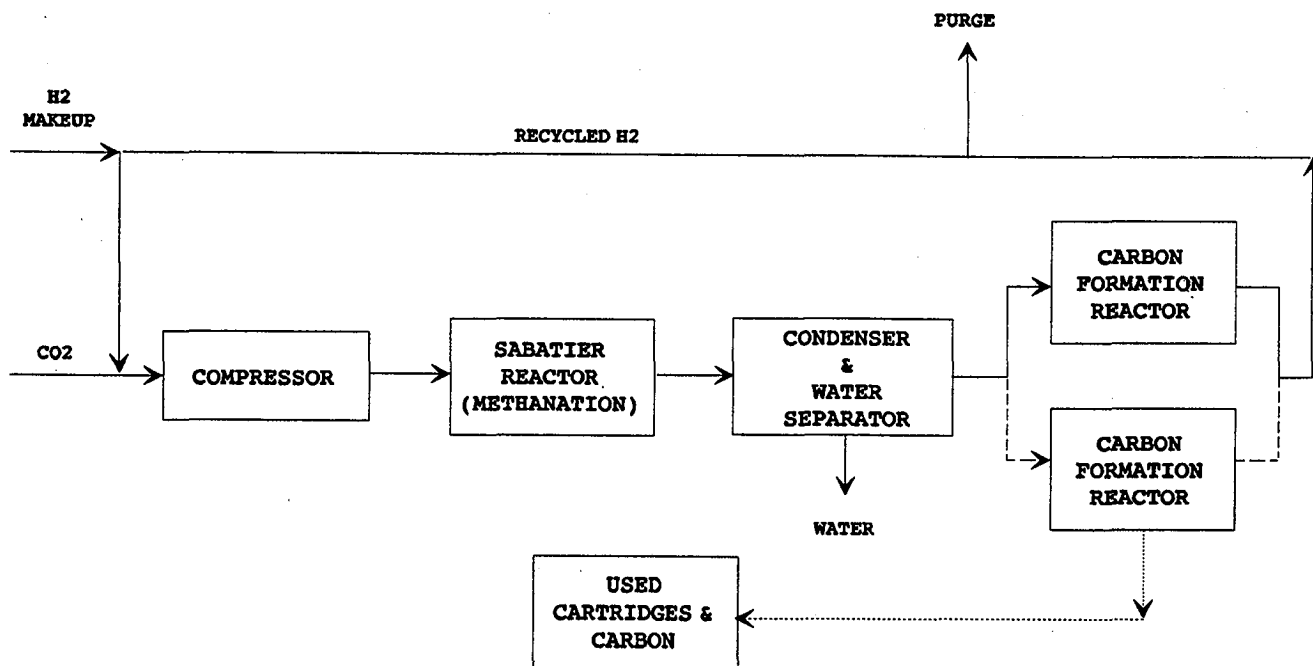 PURGE
H2
MAKEUP
RECYCLED H2
CO2
COMPRESSOR
SABATIER
REACTOR
(METHANATION)
CONDENSER
&
WATER
SEPARATOR
CARBON
FORMATION
REACTOR
CARBON
FORMATION
REACTOR
WATER
USED
CARTRIDGES &
CARBON